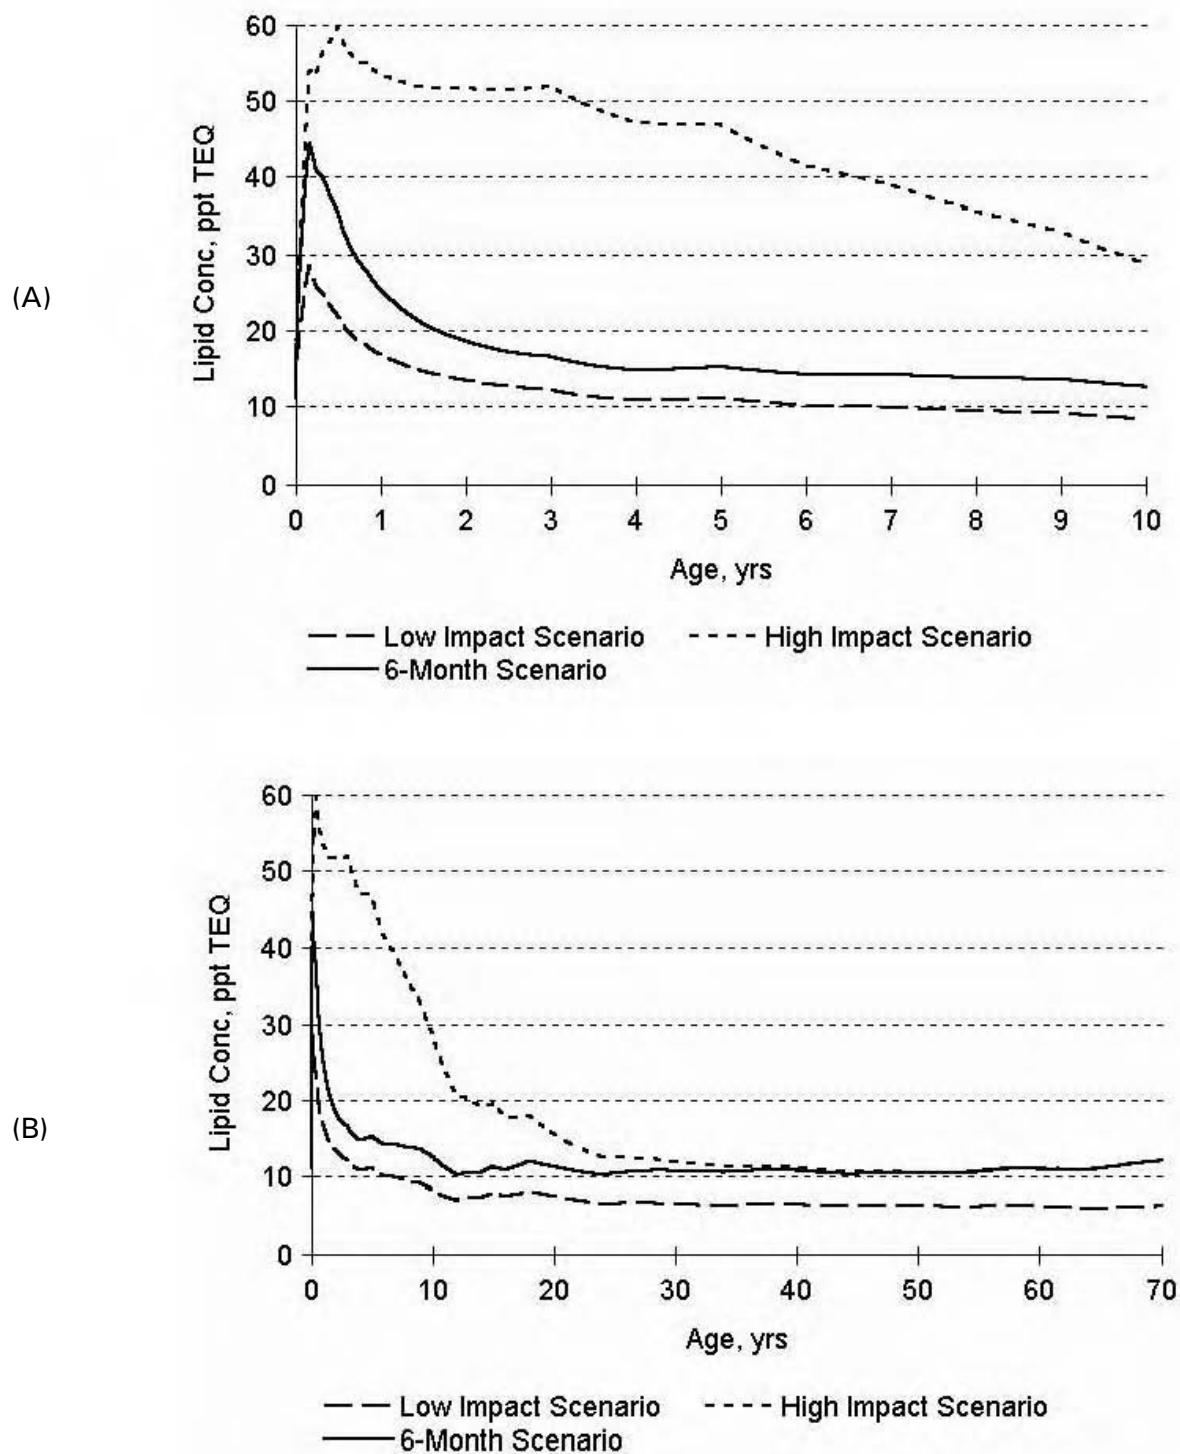 (A)
Lipid Conc, ppt TEQ
60
50
40
30
20
10
0
0 1 2 3 4 5 6 7 8 9 10
Age, yrs
Low Impact Scenario High Impact Scenario
6-Month Scenario
(B)
Lipid Conc, ppt TEQ
60
50
40
30
20
10
0
0 10 20 30 40 50 60 70
Age, yrs
Low Impact Scenario High Impact Scenario
6-Month Scenario